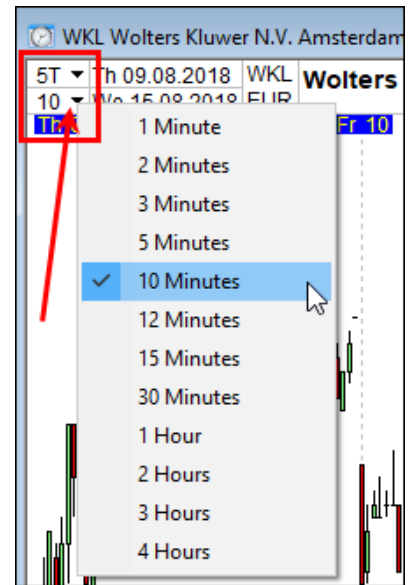 WKL Wolters Kluwer N.V. Amsterdam
5T Th 09.08.2018 WKL Wolters
10 We 15.08.2018 EUR
Th Fr 10
1 Minute
2 Minutes
3 Minutes
5 Minutes
10 Minutes
12 Minutes
15 Minutes
30 Minutes
1 Hour
2 Hours
3 Hours
4 Hours